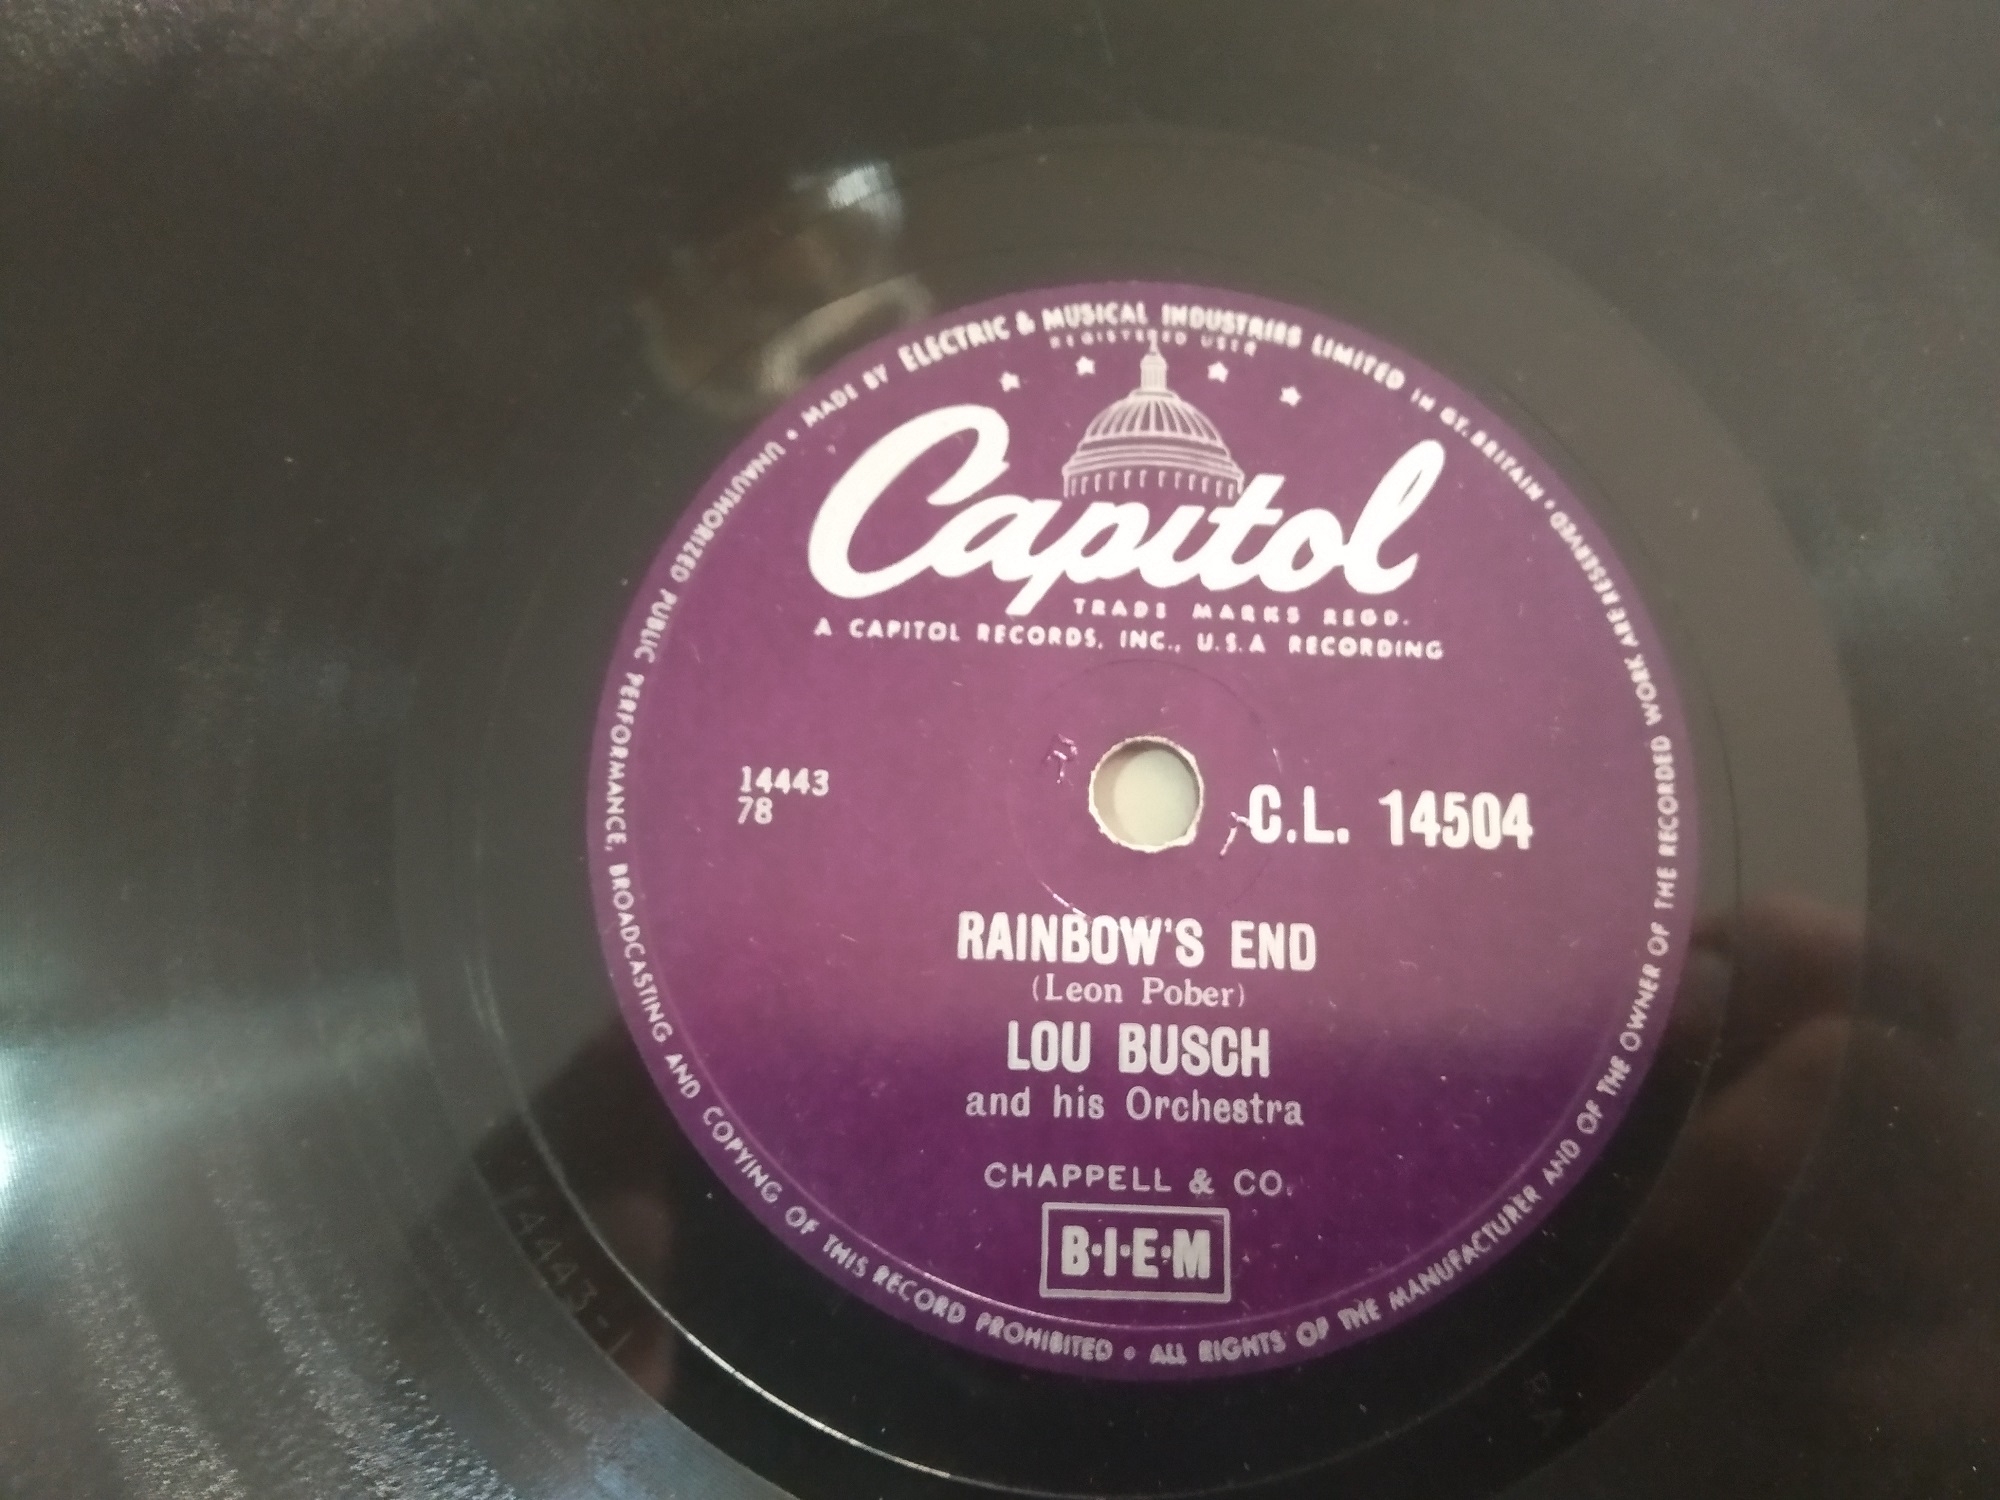 MADE BY ELECTRIC & MUSICAL INDUSTRIES LIMITED IN GT. BRITAIN • ALL RIGHTS OF THE MANUFACTURER AND OF THE OWNER OF THE RECORDED WORK ARE RESERVED • UNAUTHORIZED PUBLIC PERFORMANCE, BROADCASTING AND COPYING OF THIS RECORD PROHIBITED •
REGISTERED USER
Capitol
TRADE MARKS REGD.
A CAPITOL RECORDS, INC., U.S.A RECORDING
14443
78
C.L. 14504
RAINBOW'S END
(Leon Pober)
LOU BUSCH
and his Orchestra
CHAPPELL & CO.
B·I·E·M
14443-1